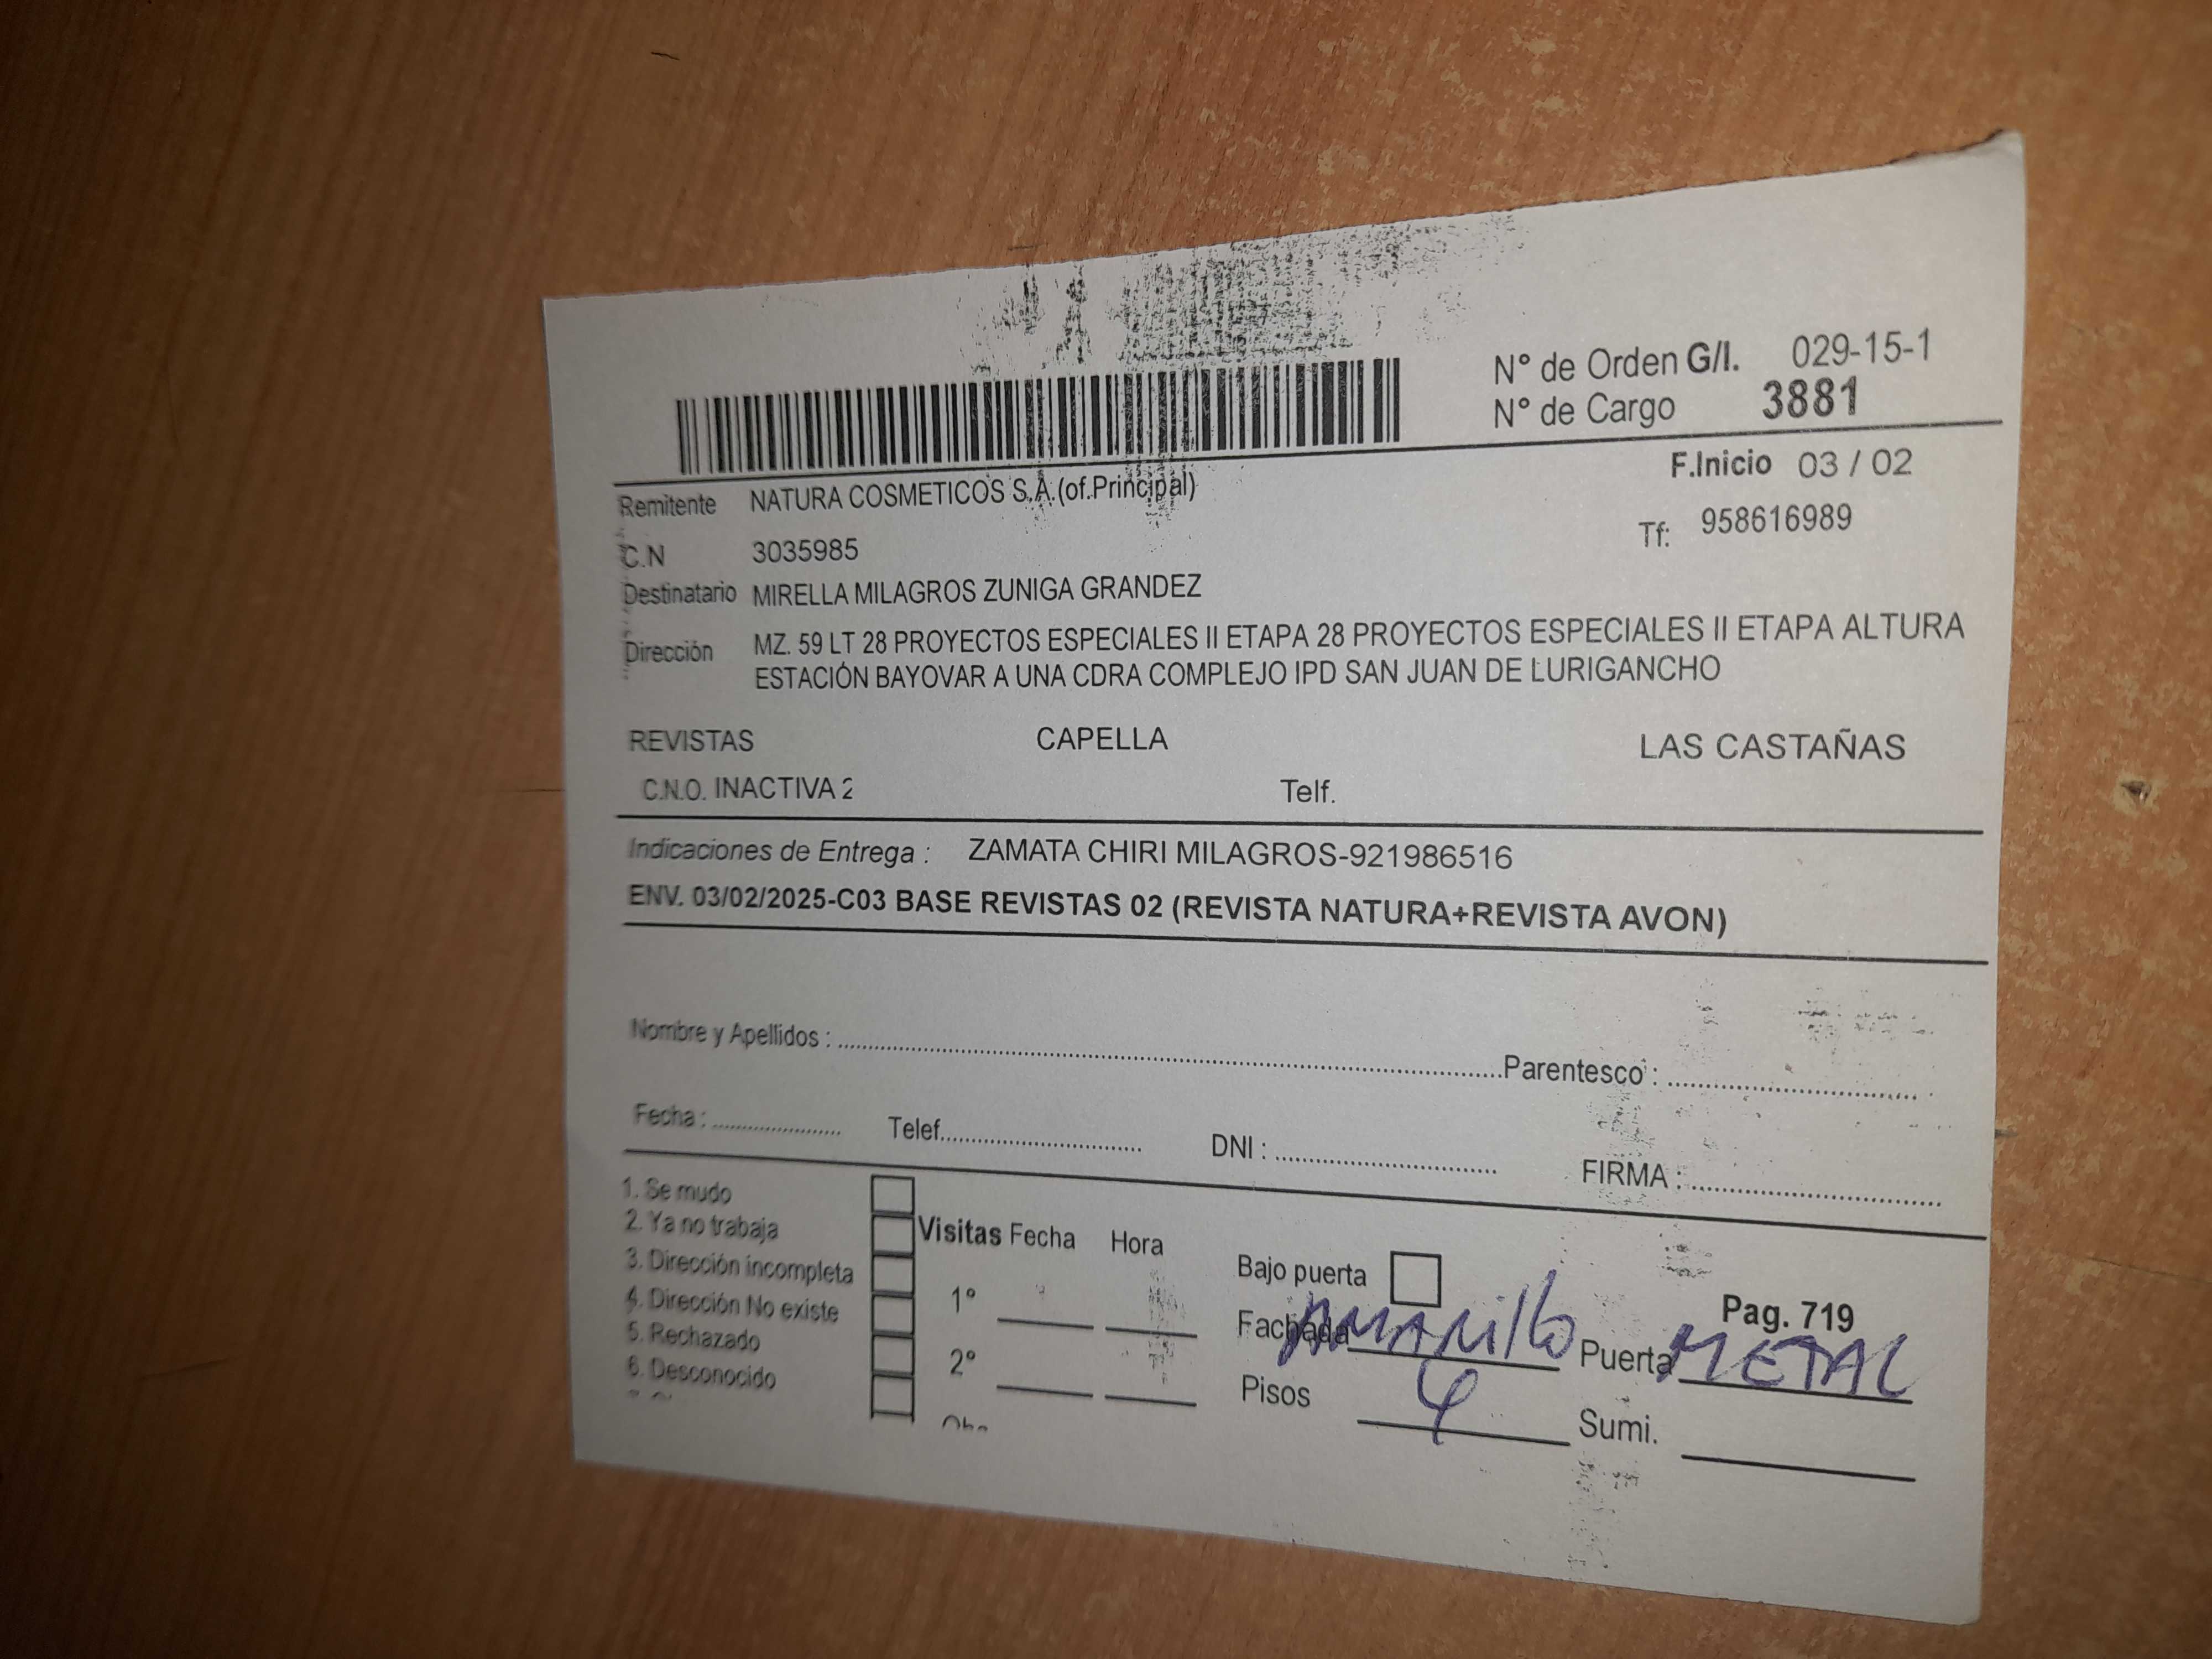 N° de Orden G/I. 029-15-1
N° de Cargo 3881
F.Inicio 03 / 02
Remitente NATURA COSMETICOS S.A.(of.Principal)
Tf: 958616989
C.N 3035985
Destinatario MIRELLA MILAGROS ZUNIGA GRANDEZ
Dirección MZ. 59 LT 28 PROYECTOS ESPECIALES II ETAPA 28 PROYECTOS ESPECIALES II ETAPA ALTURA
ESTACIÓN BAYOVAR A UNA CDRA COMPLEJO IPD SAN JUAN DE LURIGANCHO
REVISTAS CAPELLA LAS CASTAÑAS
C.N.O. INACTIVA 2 Telf.
Indicaciones de Entrega : ZAMATA CHIRI MILAGROS-921986516
ENV. 03/02/2025-C03 BASE REVISTAS 02 (REVISTA NATURA+REVISTA AVON)
Nombre y Apellidos : Parentesco :
Fecha : Telef. DNI : FIRMA :
1. Se mudo
2. Ya no trabaja
3. Dirección incompleta
4. Dirección No existe
5. Rechazado
6. Desconocido
Visitas Fecha Hora
1°
2°
Bajo puerta
Pag. 719
Fachada AMARillo Puerta METAL
Pisos 4 Sumi.